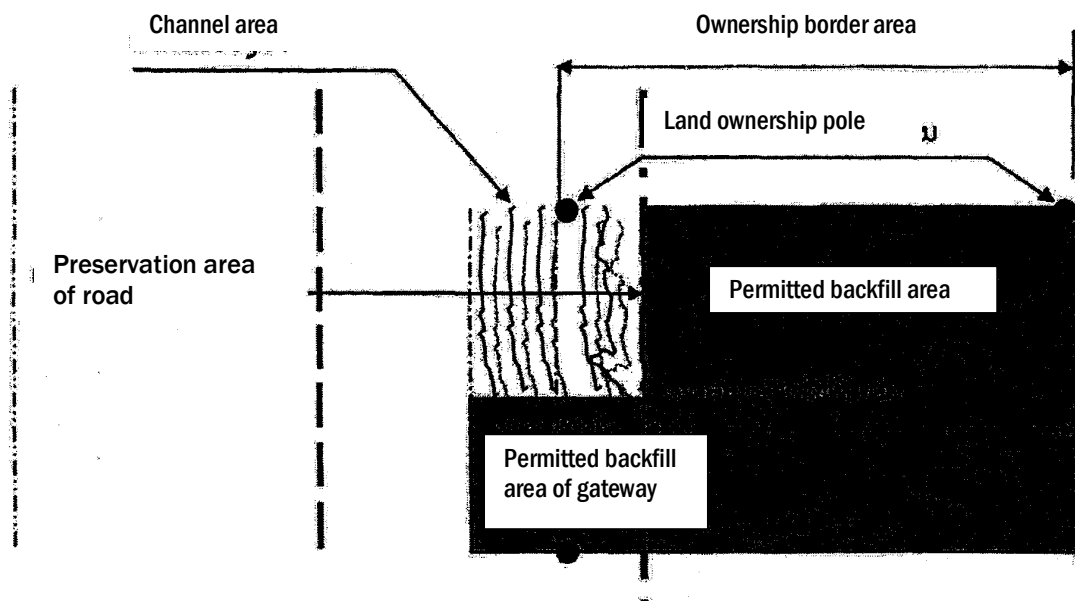 Channel area
Ownership border area
Land ownership pole
Preservation area
of road
Permitted backfill area
Permitted backfill
area of gateway